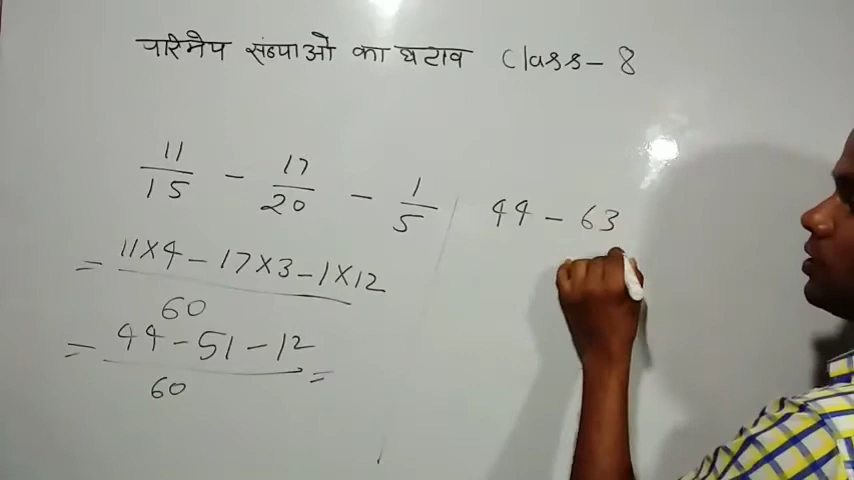 परिमेय संख्याओ का घटाव Class - 8
11/15 - 17/20 - 1/5
= 11×4 - 17×3 - 1×12 / 60
= 44 - 51 - 12 / 60 =
44 - 63